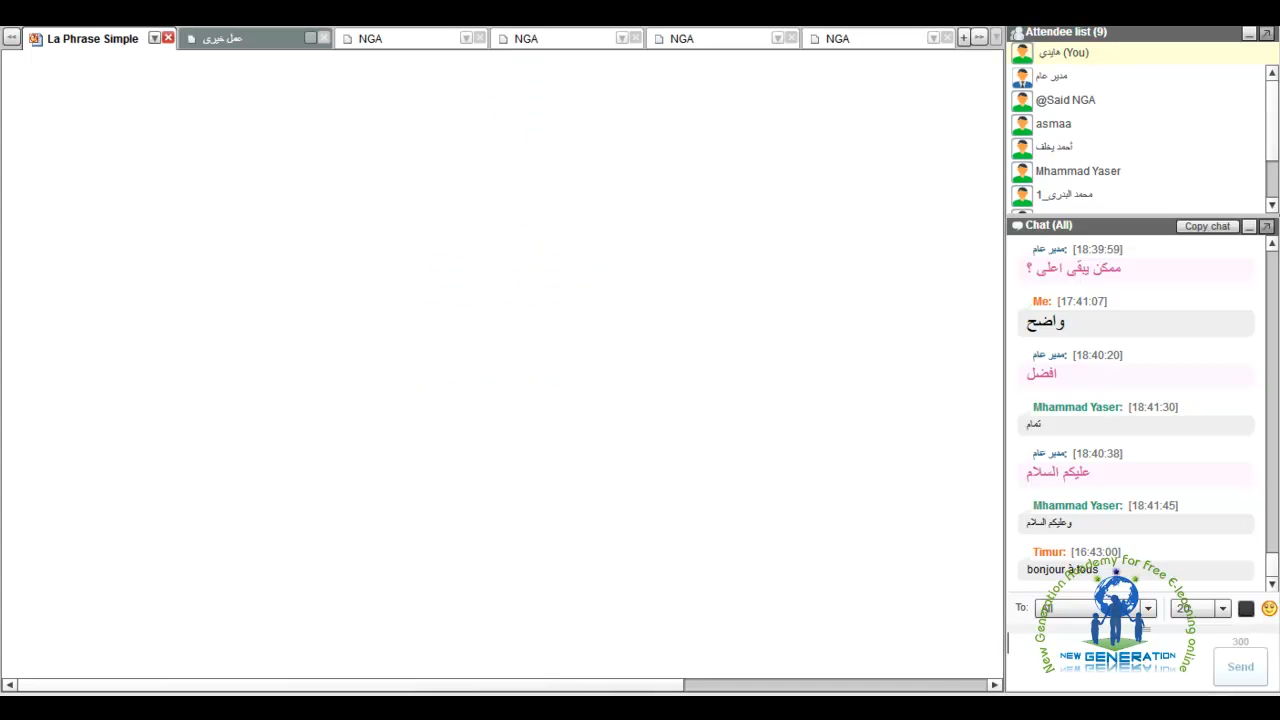 La Phrase Simple
عمل خيرى
NGA
NGA
NGA
NGA
Attendee list (9)
هايدي (You)
مدير عام
@Said NGA
asmaa
أحمد يخلف
Mhammad Yaser
محمد البدرى_1
Chat (All)
Copy chat
مدير عام: [18:39:59]
ممكن يبقى اعلى ؟
Me: [17:41:07]
واضح
مدير عام: [18:40:20]
افضل
Mhammad Yaser: [18:41:30]
تمام
مدير عام: [18:40:38]
عليكم السلام
Mhammad Yaser: [18:41:45]
وعليكم السلام
Timur: [16:43:00]
bonjour à tous
To: All
20
300
Send
New Generation Academy For Free E-learning online
NEW GENERATION